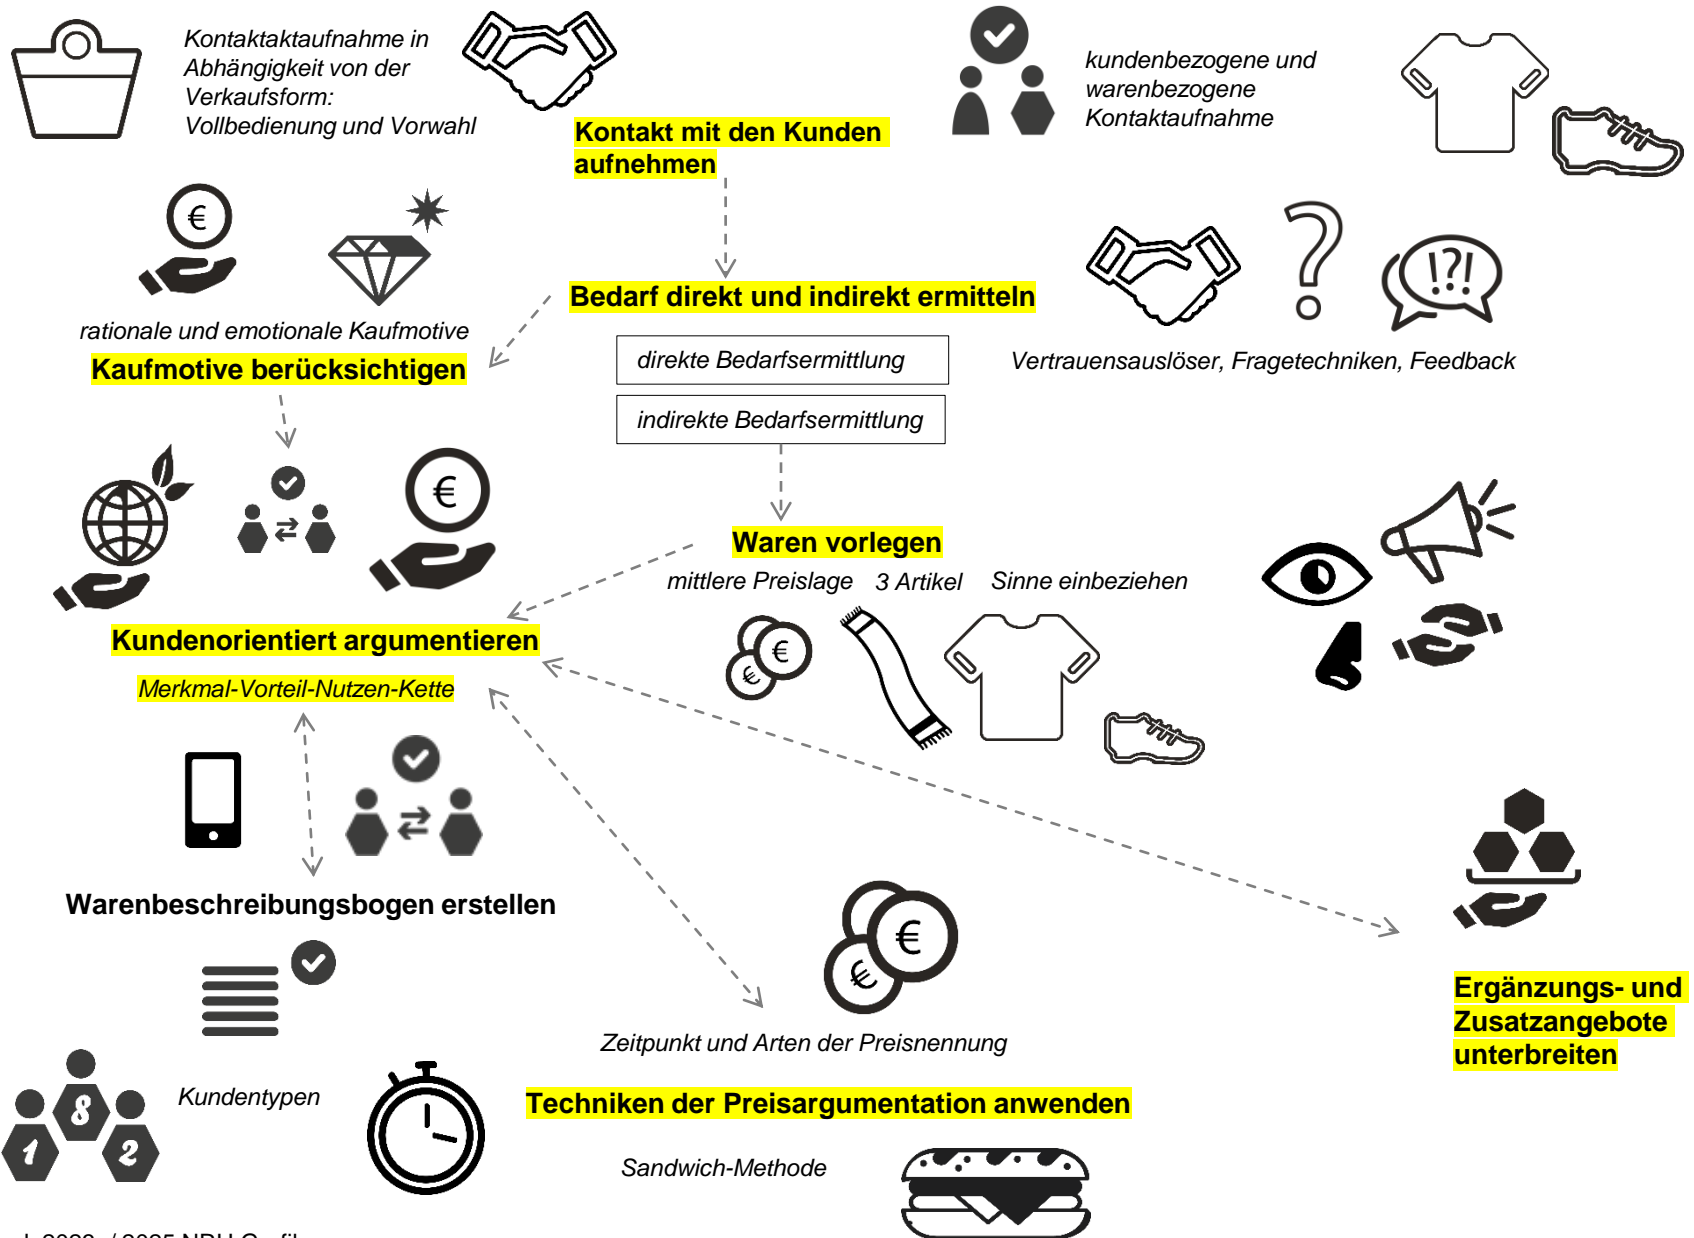 Kontaktaktaufnahme in
Abhängigkeit von der
Verkaufsform:
Vollbedienung und Vorwahl
kundenbezogene und
warenbezogene
Kontaktaufnahme
Kontakt mit den Kunden
aufnehmen
€
Bedarf direkt und indirekt ermitteln
!?!
rationale und emotionale Kaufmotive
Kaufmotive berücksichtigen
direkte Bedarfsermittlung
Vertrauensauslöser, Fragetechniken, Feedback
indirekte Bedarfsermittlung
€
Waren vorlegen
mittlere Preislage
3 Artikel
Sinne einbeziehen
Kundenorientiert argumentieren
€
€
Merkmal-Vorteil-Nutzen-Kette
Warenbeschreibungsbogen erstellen
€
€
Ergänzungs- und
Zusatzangebote
unterbreiten
Zeitpunkt und Arten der Preisnennung
Kundentypen
8
1
2
Techniken der Preisargumentation anwenden
Sandwich-Methode